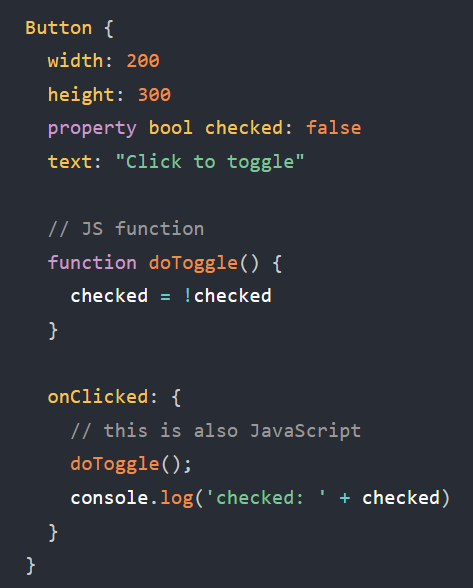 Button {
  width: 200
  height: 300
  property bool checked: false
  text: "Click to toggle"

  // JS function
  function doToggle() {
    checked = !checked
  }

  onClicked: {
    // this is also JavaScript
    doToggle();
    console.log('checked: ' + checked)
  }
}